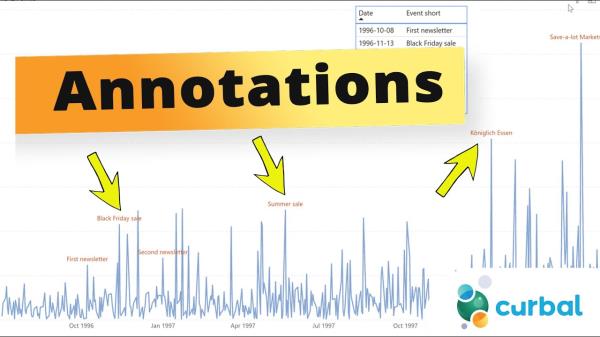 Date Event short
1996-10-08 First newsletter
1996-11-13 Black Friday sale
Save-a-lot Markets
Annotations
Königlich Essen
Summer sale
Black Friday sale
Second newsletter
First newsletter
curbal
Oct 1996 Jan 1997 Apr 1997 Jul 1997 Oct 1997